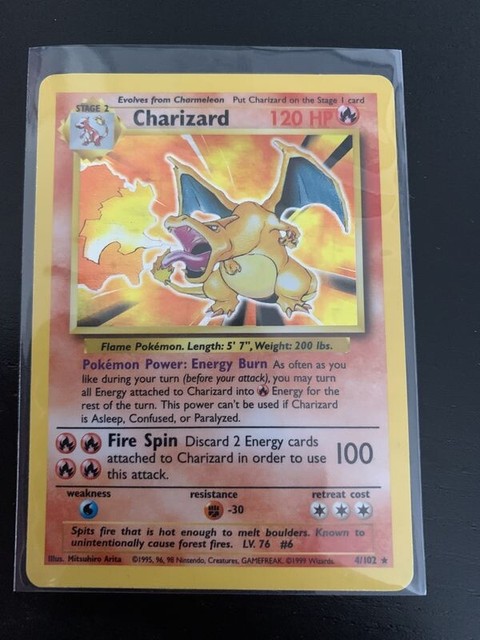 Evolves from Charmeleon Put Charizard on the Stage 1 card
STAGE 2
Charizard 120 HP
Flame Pokémon. Length: 5' 7", Weight: 200 lbs.
Pokémon Power: Energy Burn As often as you
like during your turn (before your attack), you may turn
all Energy attached to Charizard into Energy for the
rest of the turn. This power can't be used if Charizard
is Asleep, Confused, or Paralyzed.
Fire Spin Discard 2 Energy cards
attached to Charizard in order to use 100
this attack.
weakness resistance retreat cost
-30
Spits fire that is hot enough to melt boulders. Known to
unintentionally cause forest fires. LV. 76 #6
Illus. Mitsuhiro Arita ©1995, 96, 98 Nintendo, Creatures, GAMEFREAK. ©1999 Wizards. 4/102 ★